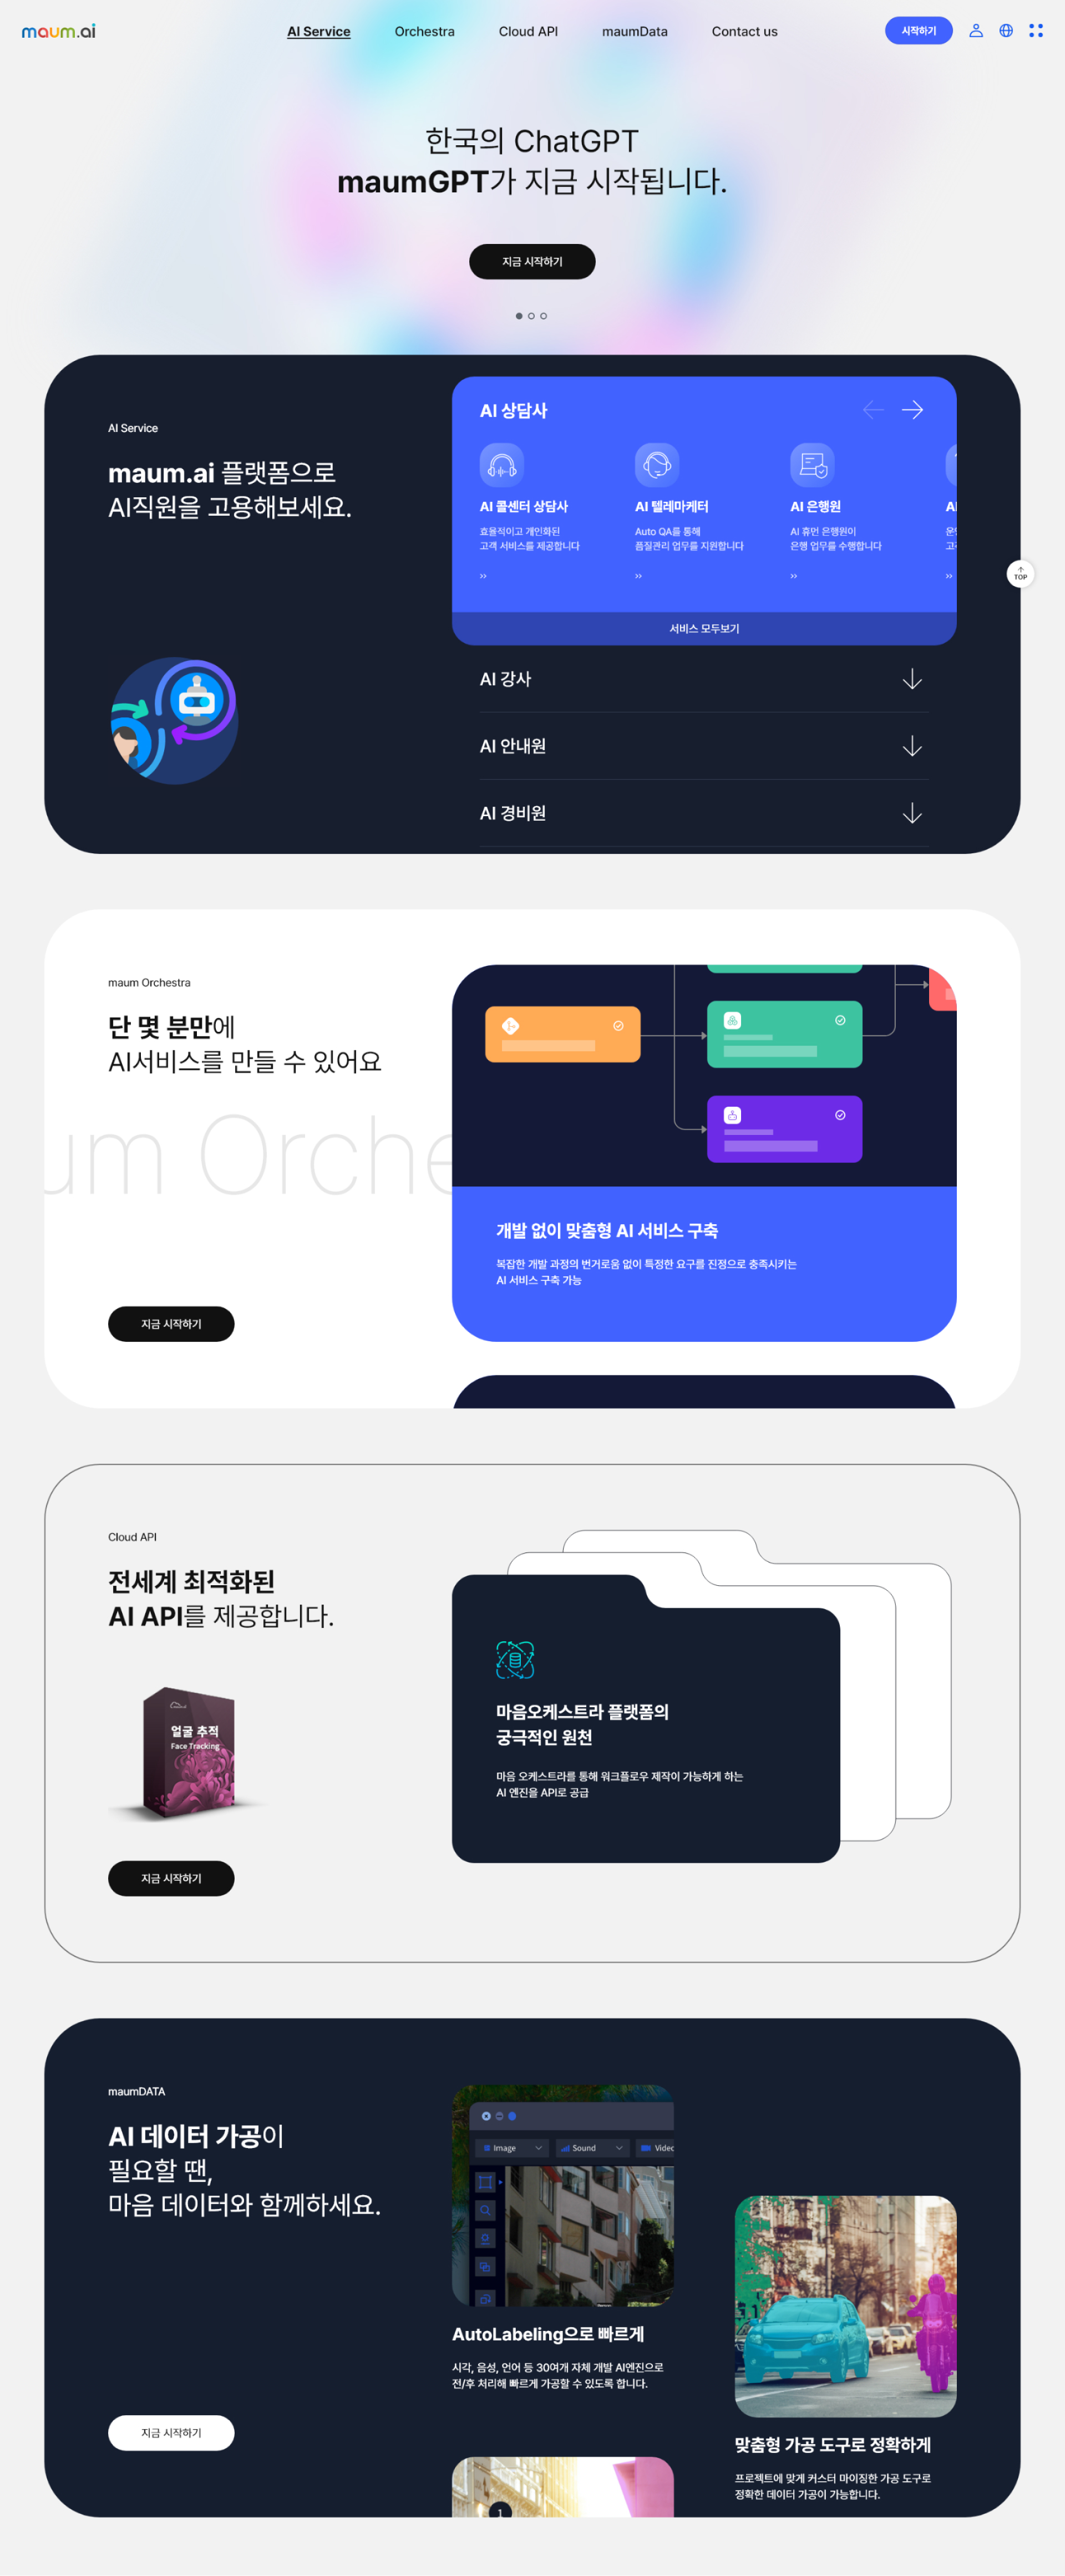 maum.ai
AI Service
Orchestra
Cloud API
maumData
Contact us
시작하기
한국의 ChatGPT
maumGPT가 지금 시작됩니다.
지금 시작하기
AI Service
maum.ai 플랫폼으로
AI직원을 고용해보세요.
AI 상담사
AI 콜센터 상담사
효율적이고 개인화된
고객 서비스를 제공합니다
››
AI 텔레마케터
Auto QA를 통해
품질관리 업무를 지원합니다
››
AI 은행원
AI 휴먼 은행원이
은행 업무를 수행합니다
››
››
서비스 모두보기
TOP
AI 강사
AI 안내원
AI 경비원
maum Orchestra
단 몇 분만에
AI서비스를 만들 수 있어요
um Orche
개발 없이 맞춤형 AI 서비스 구축
복잡한 개발 과정의 번거로움 없이 특정한 요구를 진정으로 충족시키는
AI 서비스 구축 가능
지금 시작하기
Cloud API
전세계 최적화된
AI API를 제공합니다.
얼굴 추적
Face Tracking
마음오케스트라 플랫폼의
궁극적인 원천
마음 오케스트라를 통해 워크플로우 제작이 가능하게 하는
AI 엔진을 API로 공급
지금 시작하기
maumDATA
AI 데이터 가공이
필요할 땐,
마음 데이터와 함께하세요.
Image
Sound
Video
AutoLabeling으로 빠르게
시각, 음성, 언어 등 30여개 자체 개발 AI엔진으로
전/후 처리해 빠르게 가공할 수 있도록 합니다.
맞춤형 가공 도구로 정확하게
프로젝트에 맞게 커스터 마이징한 가공 도구로
정확한 데이터 가공이 가능합니다.
지금 시작하기
1